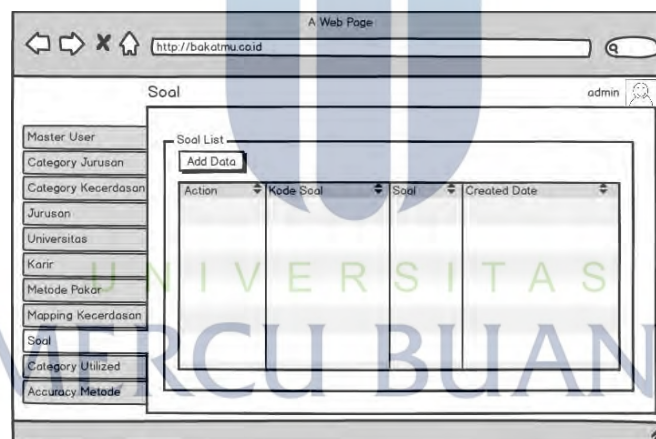 A Web Page
http://bakatmu.co.id
Soal
admin
Master User
Category Jurusan
Category Kecerdasan
Jurusan
Universitas
Karir
Metode Pakar
Mapping Kecerdasan
Soal
Category Utilized
Accuracy Metode
Soal List
Add Data
Action Kode Soal Soal Created Date
UNIVERSITAS
MERCU BUAN